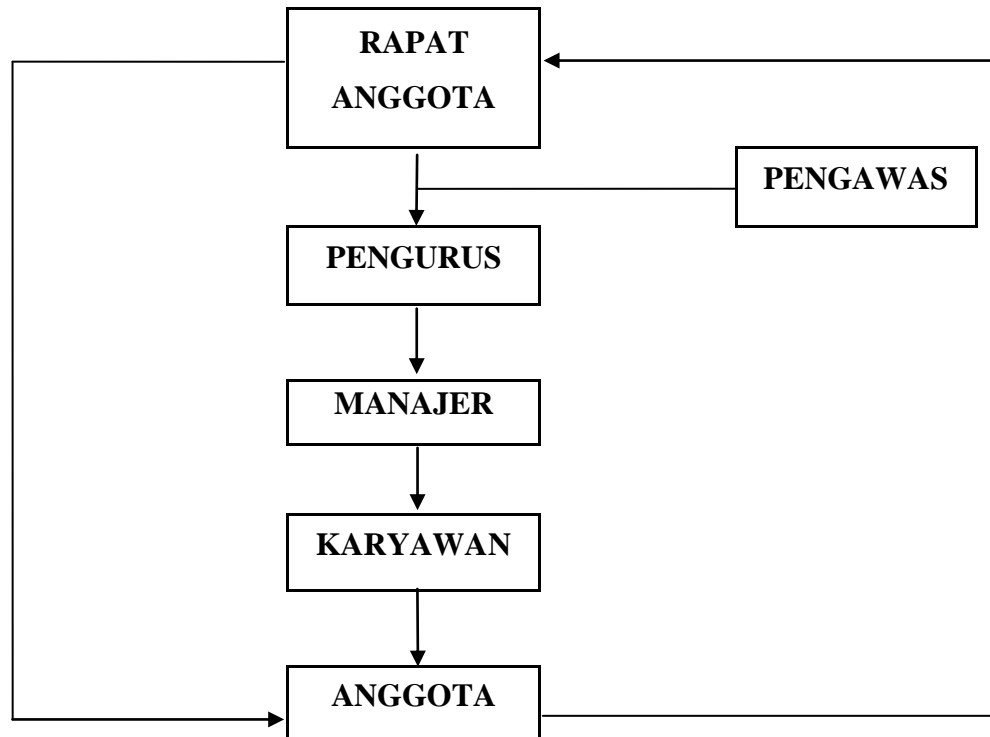 RAPAT
ANGGOTA
PENGAWAS
PENGURUS
MANAJER
KARYAWAN
ANGGOTA